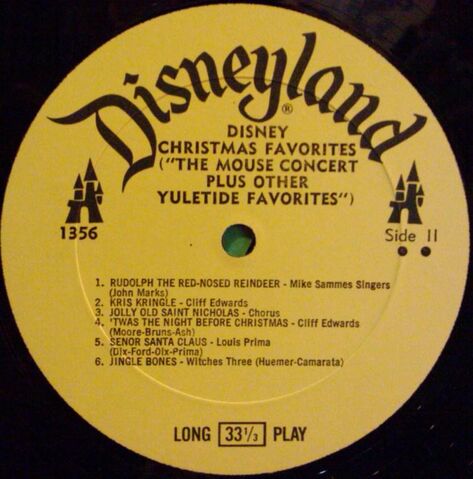 Disneyland®
DISNEY
CHRISTMAS FAVORITES
("THE MOUSE CONCERT
PLUS OTHER
YULETIDE FAVORITES")
1356
Side II
1. RUDOLPH THE RED-NOSED REINDEER - Mike Sammes Singers
(John Marks)
2. KRIS KRINGLE - Cliff Edwards
3. JOLLY OLD SAINT NICHOLAS - Chorus
4. 'TWAS THE NIGHT BEFORE CHRISTMAS - Cliff Edwards
(Moore-Bruns-Ash)
5. SENOR SANTA CLAUS - Louis Prima
(Dix-Ford-Dix-Prima)
6. JINGLE BONES - Witches Three (Huemer-Camarata)
LONG 33⅓ PLAY